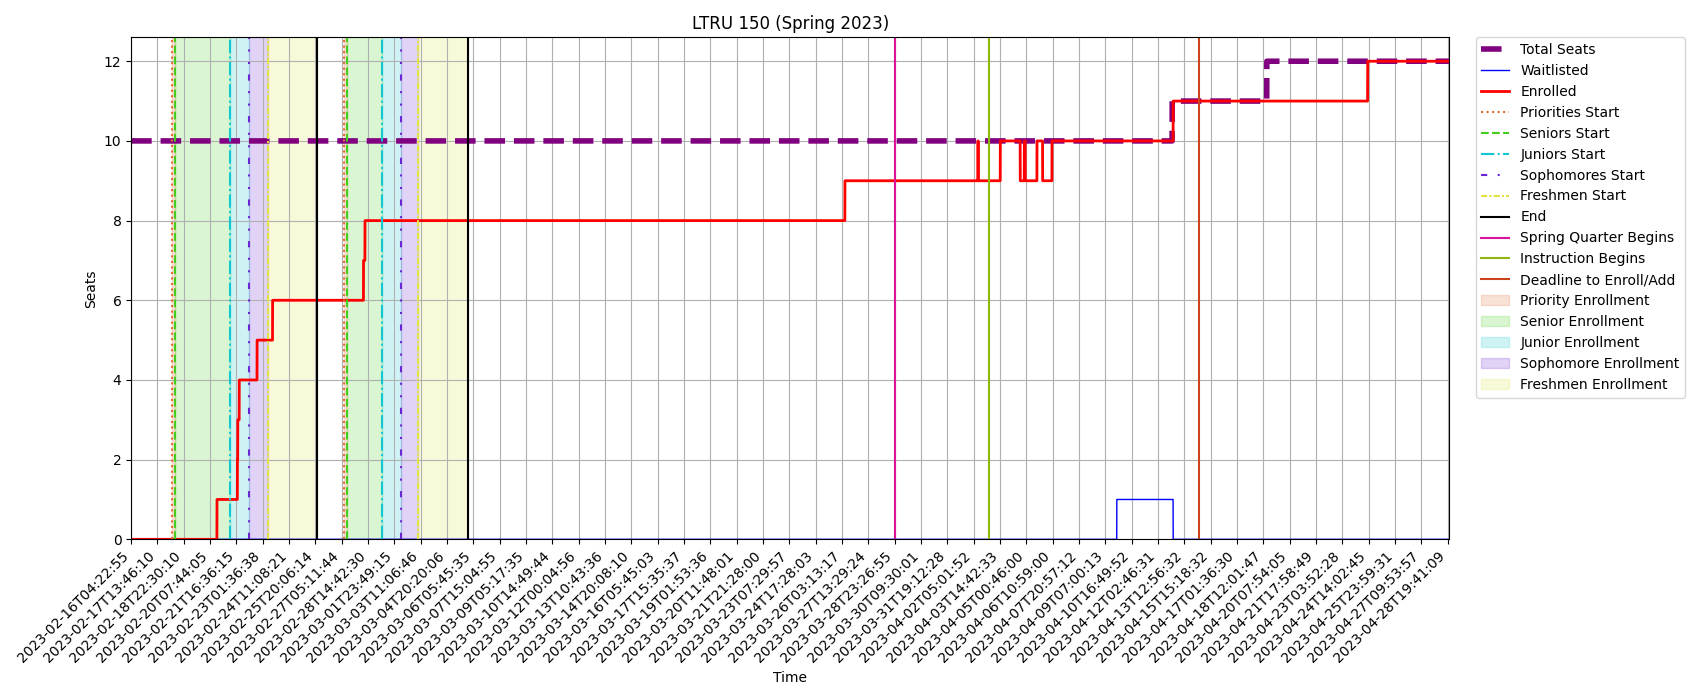 LTRU 150 (Spring 2023)
Seats
12
10
8
6
4
2
0
2023-02-16T04:22:55
2023-02-17T13:46:10
2023-02-18T22:30:10
2023-02-20T07:44:05
2023-02-21T16:36:15
2023-02-23T01:36:38
2023-02-24T11:08:21
2023-02-25T20:06:14
2023-02-27T05:11:44
2023-02-28T14:42:30
2023-03-01T23:49:15
2023-03-03T11:06:46
2023-03-04T20:20:06
2023-03-06T05:45:35
2023-03-07T15:04:55
2023-03-09T05:17:35
2023-03-10T14:49:44
2023-03-12T00:04:56
2023-03-13T10:43:36
2023-03-14T20:08:10
2023-03-16T05:45:03
2023-03-17T15:35:37
2023-03-19T01:53:36
2023-03-20T11:48:01
2023-03-21T21:28:00
2023-03-23T07:29:57
2023-03-24T17:28:03
2023-03-26T03:13:17
2023-03-27T13:29:24
2023-03-28T23:26:55
2023-03-30T09:30:01
2023-03-31T19:12:28
2023-04-02T05:01:52
2023-04-03T14:42:33
2023-04-05T00:46:00
2023-04-06T10:59:00
2023-04-07T20:57:12
2023-04-09T07:00:13
2023-04-10T16:49:52
2023-04-12T02:46:31
2023-04-13T12:56:32
2023-04-15T15:18:32
2023-04-17T01:36:30
2023-04-18T12:01:47
2023-04-20T07:54:05
2023-04-21T17:58:49
2023-04-23T03:52:28
2023-04-24T14:02:45
2023-04-25T23:59:31
2023-04-27T09:53:57
2023-04-28T19:41:09
Time
Total Seats
Waitlisted
Enrolled
Priorities Start
Seniors Start
Juniors Start
Sophomores Start
Freshmen Start
End
Spring Quarter Begins
Instruction Begins
Deadline to Enroll/Add
Priority Enrollment
Senior Enrollment
Junior Enrollment
Sophomore Enrollment
Freshmen Enrollment